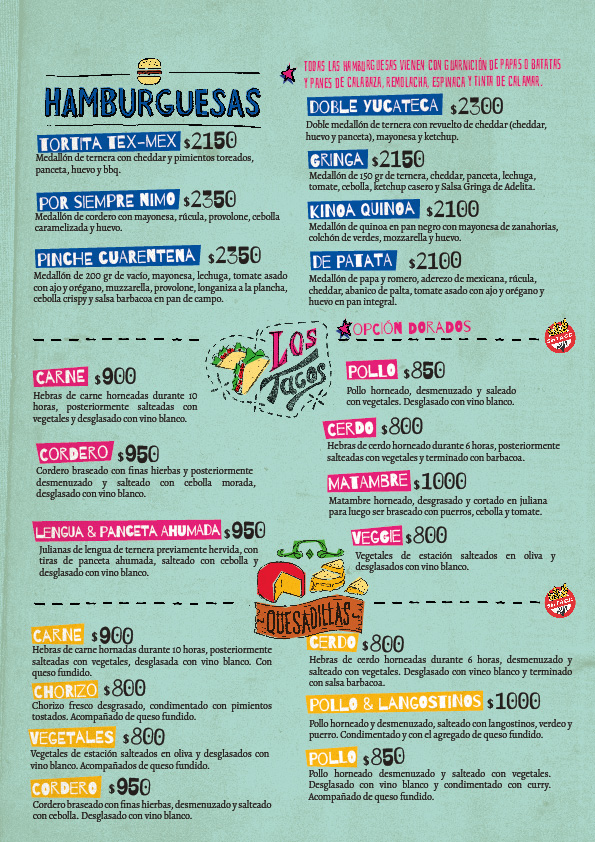 HAMBURGUESAS
TODAS LAS HAMBURGUESAS VIENEN CON GUARNICIÓN DE PAPAS O BATATAS
Y PANES DE CALABAZA, REMOLACHA, ESPINACA Y TINTA DE CALAMAR.
TORTITA TEX-MEX $2150
Medallón de ternera con cheddar y pimientos toreados,
panceta, huevo y bbq.
POR SIEMPRE NIMO $2350
Medallón de cordero con mayonesa, rúcula, provolone, cebolla
caramelizada y huevo.
PINCHE CUARENTENA $2350
Medallón de 200 gr de vacío, mayonesa, lechuga, tomate asado
con ajo y orégano, muzzarella, provolone, longaniza a la plancha,
cebolla crispy y salsa barbacoa en pan de campo.
DOBLE YUCATECA $2300
Doble medallón de ternera con revuelto de cheddar (cheddar,
huevo y panceta), mayonesa y ketchup.
GRINGA $2150
Medallón de 150 gr de ternera, cheddar, panceta, lechuga,
tomate, cebolla, ketchup casero y Salsa Gringa de Adelita.
KINOA QUINOA $2100
Medallón de quinoa en pan negro con mayonesa de zanahorias,
colchón de verdes, mozzarella y huevo.
DE PATATA $2100
Medallón de papa y romero, aderezo de mexicana, rúcula,
cheddar, abanico de palta, tomate asado con ajo y orégano y
huevo en pan integral.
LOS
TACOS
OPCIÓN DORADOS
SIN T.A.C.C.
CARNE $900
Hebras de carne horneadas durante 10
horas, posteriormente salteadas con
vegetales y desglasado con vino blanco.
CORDERO $950
Cordero braseado con finas hierbas y posteriormente
desmenuzado y salteado con cebolla morada,
desglasado con vino blanco.
LENGUA & PANCETA AHUMADA $950
Julianas de lengua de ternera previamente hervida, con
tiras de panceta ahumada, salteado con cebolla y
desglasado con vino blanco.
POLLO $850
Pollo horneado, desmenuzado y saleado
con vegetales. Desglasado con vino blanco.
CERDO $800
Hebras de cerdo horneado durante 6 horas, posteriormente
salteadas con vegetales y terminado con barbacoa.
MATAMBRE $1000
Matambre horneado, desgrasado y cortado en juliana
para luego ser braseado con puerros, cebolla y tomate.
VEGGIE $800
Vegetales de estación salteados en oliva y
desglasados con vino blanco.
QUESADILLAS
SIN T.A.C.C.
CARNE $900
Hebras de carne hornadas durante 10 horas, posteriormente
salteadas con vegetales, desglasada con vino blanco. Con
queso fundido.
CHORIZO $800
Chorizo fresco desgrasado, condimentado con pimientos
tostados. Acompañado de queso fundido.
VEGETALES $800
Vegetales de estación salteados en oliva y desglasados con
vino blanco. Acompañados de queso fundido.
CORDERO $950
Cordero braseado con finas hierbas, desmenuzado y salteado
con cebolla. Desglasado con vino blanco.
CERDO $800
Hebras de cerdo horneadas durante 6 horas, desmenuzado y
salteado con vegetales. Desglasado con vineo blanco y terminado
con salsa barbacoa.
POLLO & LANGOSTINOS $1000
Pollo horneado y desmenuzado, salteado con langostinos, verdeo y
puerro. Condimentado y con el agregado de queso fundido.
POLLO $850
Pollo horneado desmenuzado y salteado con vegetales.
Desglasado con vino blanco y condimentado con curry.
Acompañado de queso fundido.